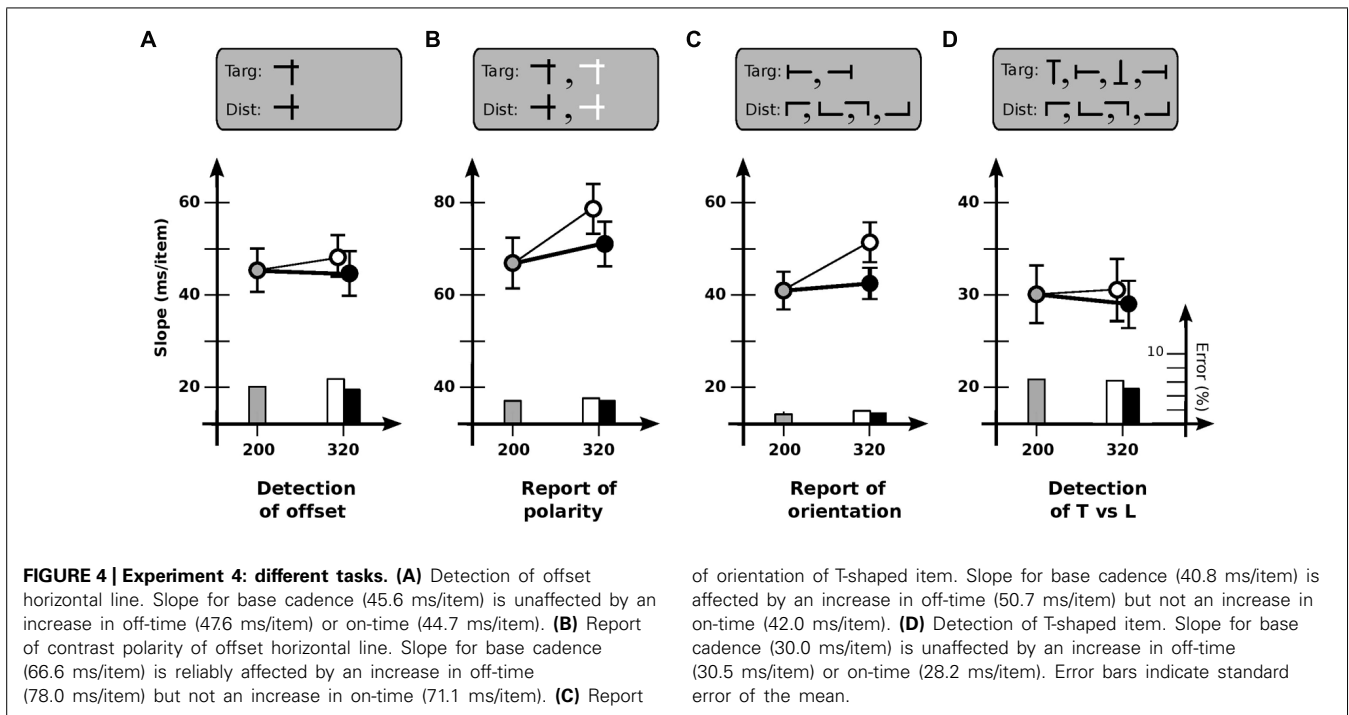 A
B
C
D
Targ:
Dist:
Targ: ,
Dist: ,
Targ: ,
Dist: , , ,
Targ: , , ,
Dist: , , ,
Slope (ms/item)
60
40
20
200
320
Detection
of offset
80
60
40
200
320
Report of
polarity
60
40
20
200
320
Report of
orientation
40
30
20
200
320
10
Error (%)
Detection
of T vs L
FIGURE 4 | Experiment 4: different tasks. (A) Detection of offset
horizontal line. Slope for base cadence (45.6 ms/item) is unaffected by an
increase in off-time (47.6 ms/item) or on-time (44.7 ms/item). (B) Report
of contrast polarity of offset horizontal line. Slope for base cadence
(66.6 ms/item) is reliably affected by an increase in off-time
(78.0 ms/item) but not an increase in on-time (71.1 ms/item). (C) Report
of orientation of T-shaped item. Slope for base cadence (40.8 ms/item) is
affected by an increase in off-time (50.7 ms/item) but not an increase in
on-time (42.0 ms/item). (D) Detection of T-shaped item. Slope for base
cadence (30.0 ms/item) is unaffected by an increase in off-time
(30.5 ms/item) or on-time (28.2 ms/item). Error bars indicate standard
error of the mean.